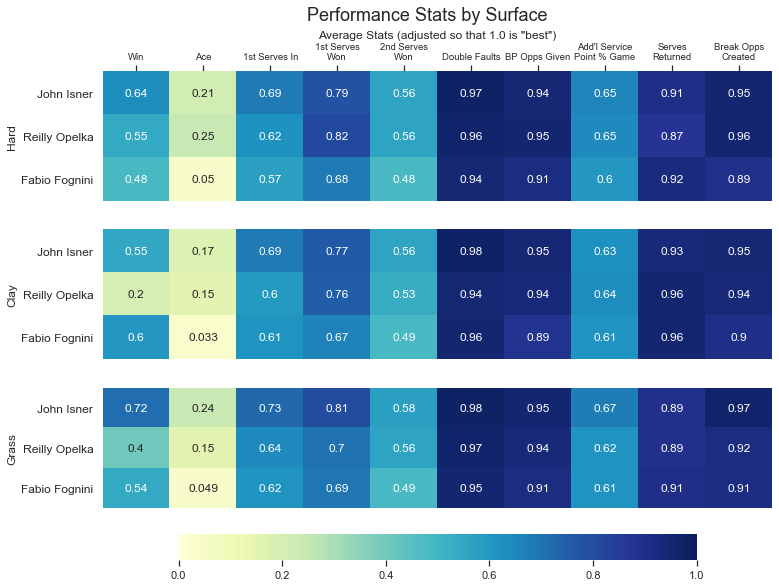 Performance Stats by Surface
Average Stats (adjusted so that 1.0 is "best")
Win Ace 1st Serves In 1st Serves Won 2nd Serves Won Double Faults BP Opps Given Add'l Service Point % Game Serves Returned Break Opps Created
Hard
John Isner 0.64 0.21 0.69 0.79 0.56 0.97 0.94 0.65 0.91 0.95
Reilly Opelka 0.55 0.25 0.62 0.82 0.56 0.96 0.95 0.65 0.87 0.96
Fabio Fognini 0.48 0.05 0.57 0.68 0.48 0.94 0.91 0.6 0.92 0.89
Clay
John Isner 0.55 0.17 0.69 0.77 0.56 0.98 0.95 0.63 0.93 0.95
Reilly Opelka 0.2 0.15 0.6 0.76 0.53 0.94 0.94 0.64 0.96 0.94
Fabio Fognini 0.6 0.033 0.61 0.67 0.49 0.96 0.89 0.61 0.96 0.9
Grass
John Isner 0.72 0.24 0.73 0.81 0.58 0.98 0.95 0.67 0.89 0.97
Reilly Opelka 0.4 0.15 0.64 0.7 0.56 0.97 0.94 0.62 0.89 0.92
Fabio Fognini 0.54 0.049 0.62 0.69 0.49 0.95 0.91 0.61 0.91 0.91
0.0 0.2 0.4 0.6 0.8 1.0